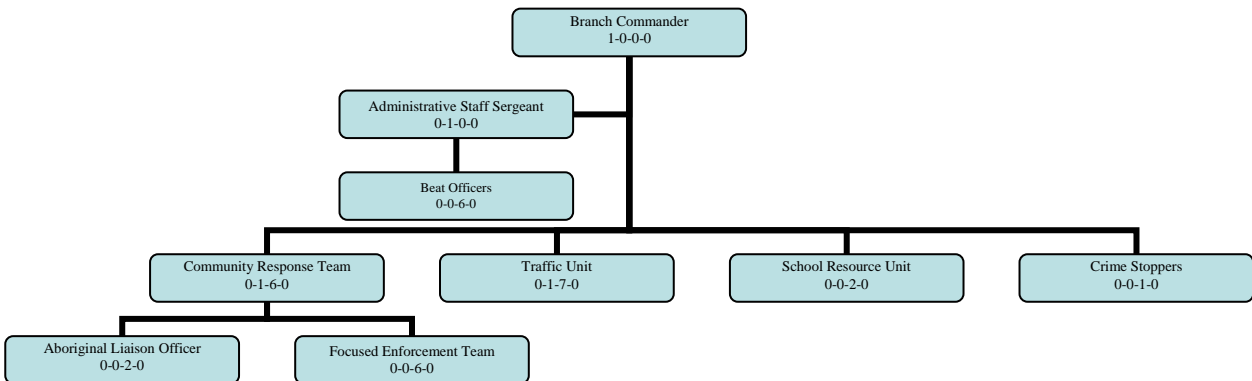 Branch Commander
1-0-0-0
Administrative Staff Sergeant
0-1-0-0
Beat Officers
0-0-6-0
Community Response Team
0-1-6-0
Traffic Unit
0-1-7-0
School Resource Unit
0-0-2-0
Crime Stoppers
0-0-1-0
Aboriginal Liaison Officer
0-0-2-0
Focused Enforcement Team
0-0-6-0